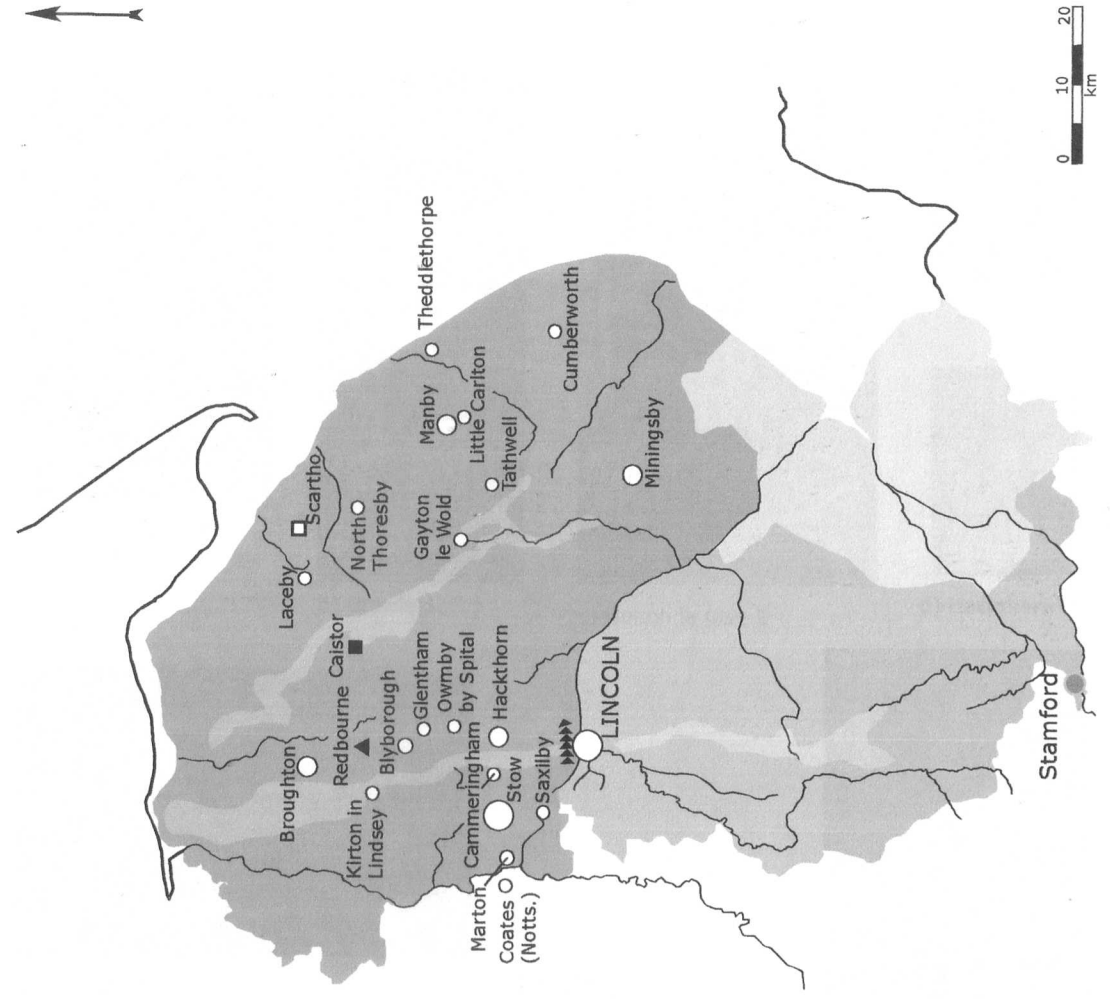 Laceby
Scartho
Broughton
Redbourne
Caistor
Kirton in
Lindsey
North
Thoresby
Blyborough
Glentham
Owmby
by Spital
Gayton
le Wold
Manby
Theddlethorpe
Little Carlton
Tathwell
Cammeringham
Hackthorn
Stow
Marton
Coates
(Notts.)
Saxilby
Cumberworth
LINCOLN
Miningsby
Stamford
0 10 20
km